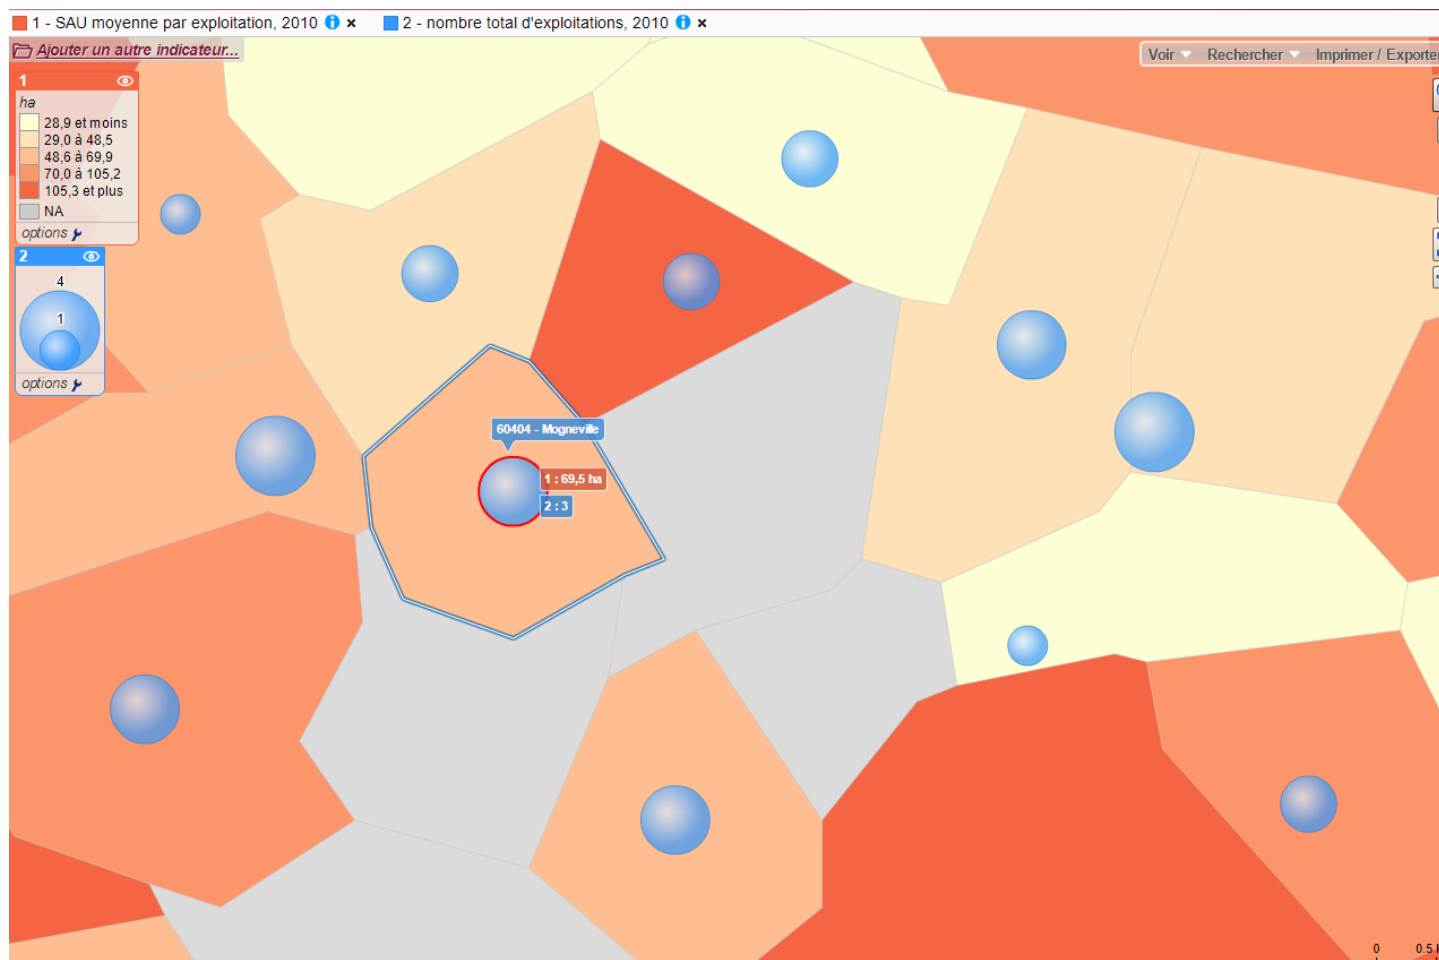 1 - SAU moyenne par exploitation, 2010 i × 2 - nombre total d'exploitations, 2010 i ×
Ajouter un autre indicateur...
Voir Rechercher Imprimer / Exporter
1
ha
28,9 et moins
29,0 à 48,5
48,6 à 69,9
70,0 à 105,2
105,3 et plus
NA
options
2
4
1
options
60404 - Mogneville
1 : 69,5 ha
2 : 3
0 0.5